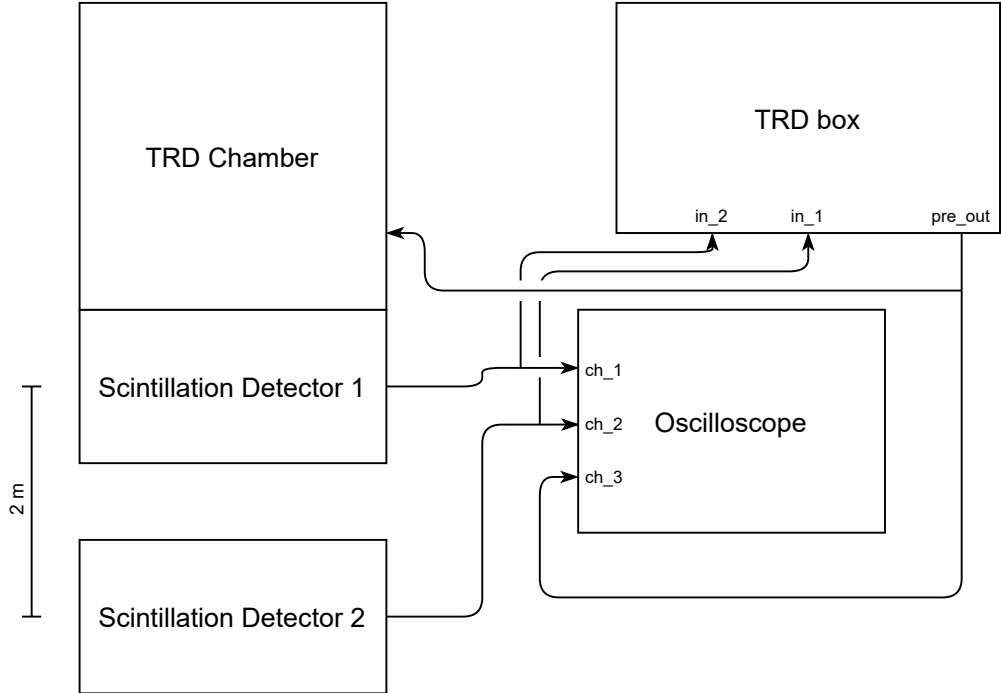 TRD Chamber
TRD box
in_2
in_1
pre_out
Scintillation Detector 1
ch_1
ch_2
Oscilloscope
ch_3
2 m
Scintillation Detector 2